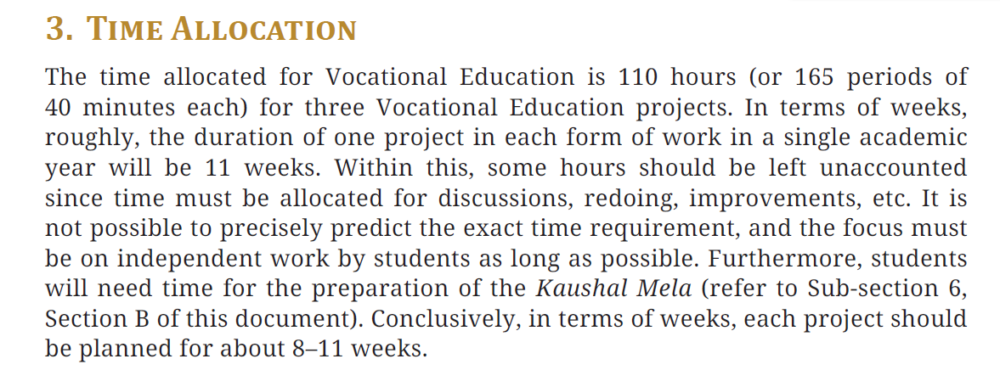 3. TIME ALLOCATION
The time allocated for Vocational Education is 110 hours (or 165 periods of
40 minutes each) for three Vocational Education projects. In terms of weeks,
roughly, the duration of one project in each form of work in a single academic
year will be 11 weeks. Within this, some hours should be left unaccounted
since time must be allocated for discussions, redoing, improvements, etc. It is
not possible to precisely predict the exact time requirement, and the focus must
be on independent work by students as long as possible. Furthermore, students
will need time for the preparation of the Kaushal Mela (refer to Sub-section 6,
Section B of this document). Conclusively, in terms of weeks, each project should
be planned for about 8–11 weeks.